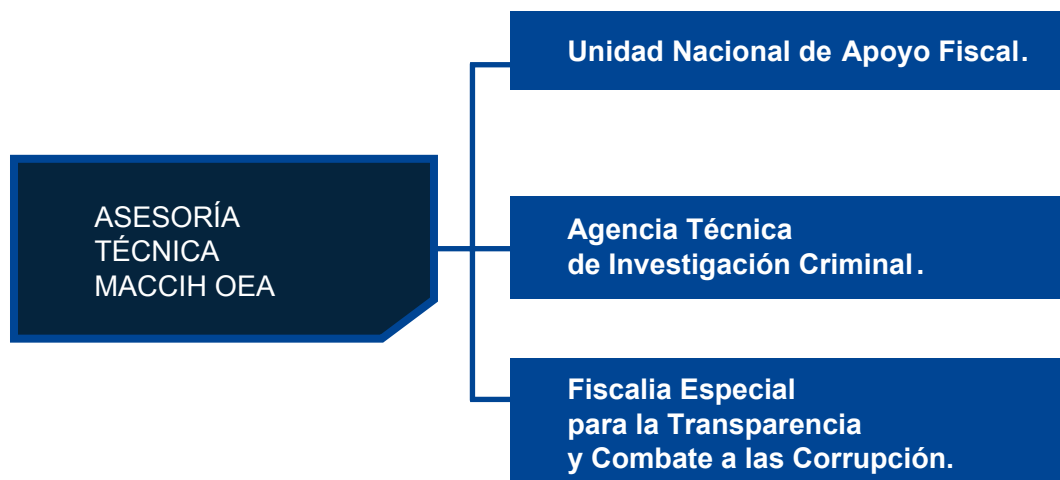 Unidad Nacional de Apoyo Fiscal.
ASESORÍA
TÉCNICA
MACCIH OEA
Agencia Técnica
de Investigación Criminal.
Fiscalia Especial
para la Transparencia
y Combate a las Corrupción.